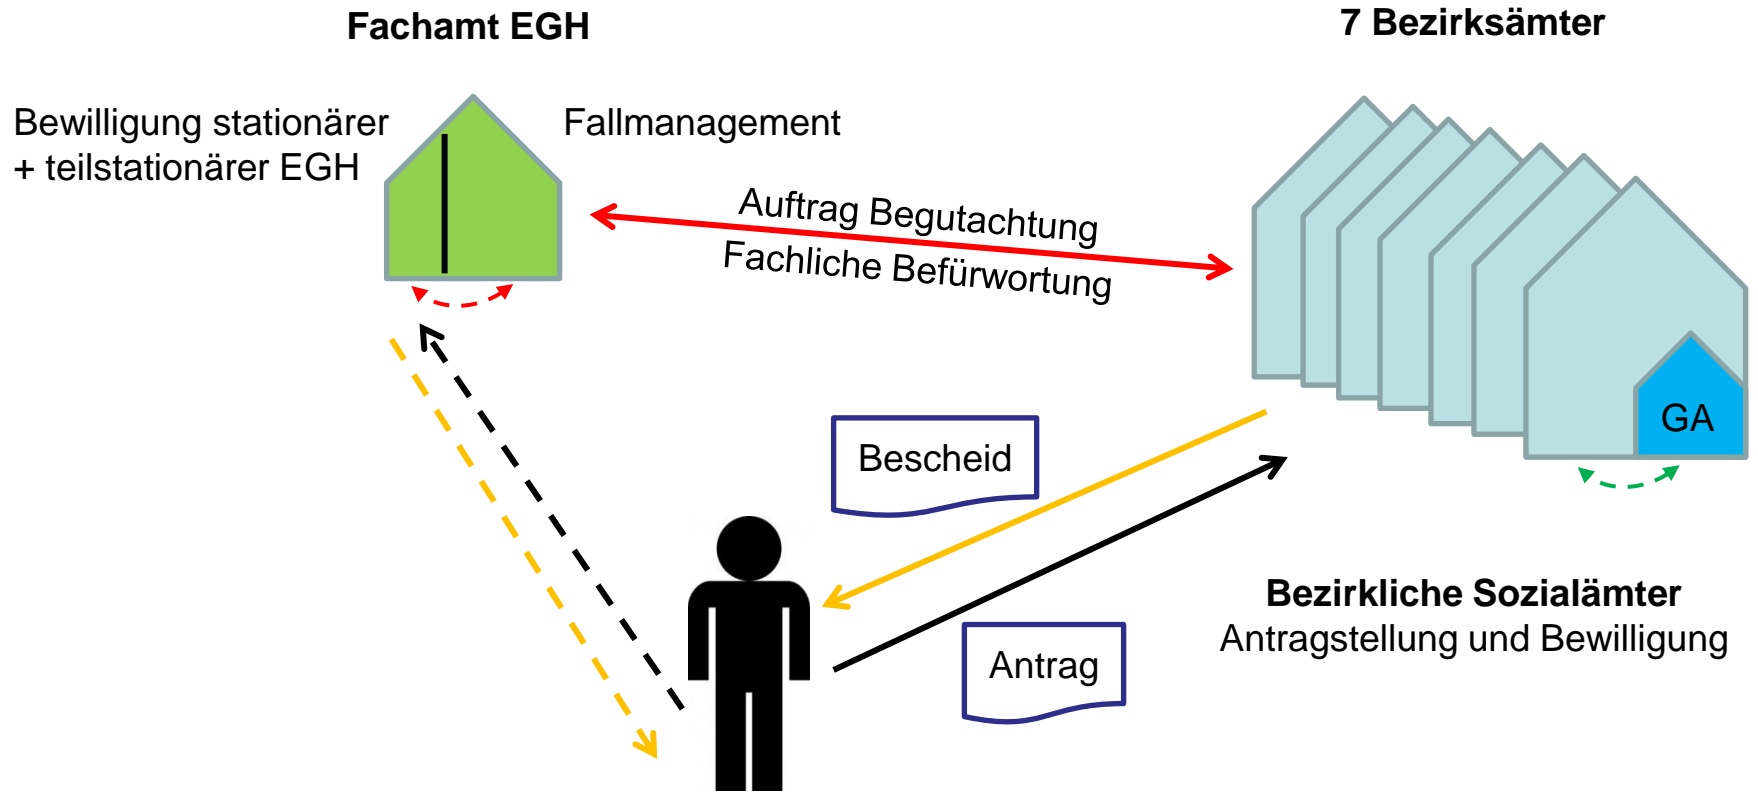 Fachamt EGH
7 Bezirksämter
Bewilligung stationärer
+ teilstationärer EGH
Fallmanagement
Auftrag Begutachtung
Fachliche Befürwortung
GA
Bescheid
Antrag
Bezirkliche Sozialämter
Antragstellung und Bewilligung